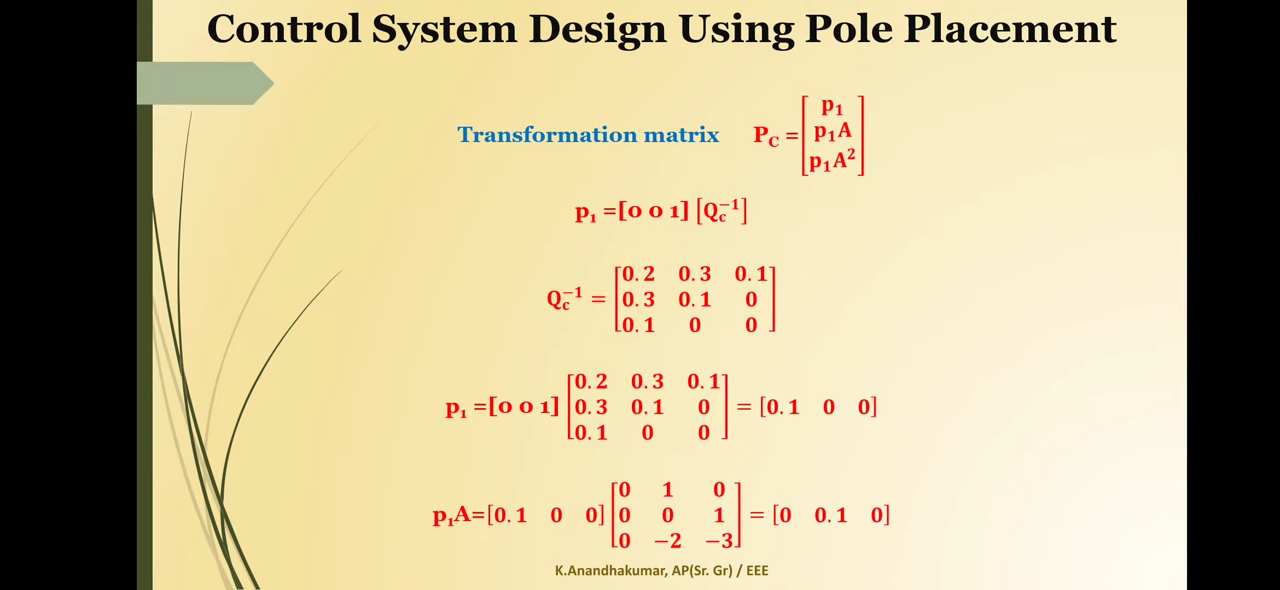 Control System Design Using Pole Placement
Transformation matrix P_C = [p₁; p₁A; p₁A²]
p₁ =[0 0 1] [Q_c⁻¹]
Q_c⁻¹ = [0.2 0.3 0.1; 0.3 0.1 0; 0.1 0 0]
p₁ =[0 0 1] [0.2 0.3 0.1; 0.3 0.1 0; 0.1 0 0] = [0.1 0 0]
p₁A=[0.1 0 0] [0 1 0; 0 0 1; 0 −2 −3] = [0 0.1 0]
K.Anandhakumar, AP(Sr. Gr) / EEE